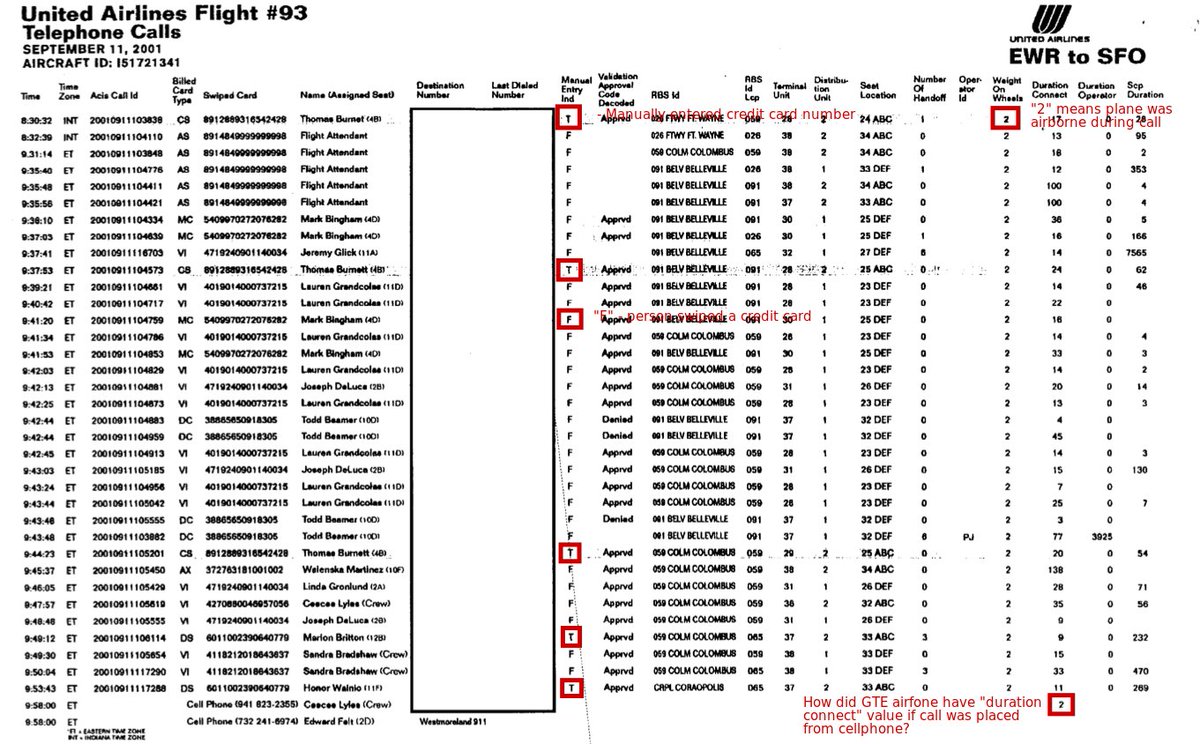 United Airlines Flight #93
Telephone Calls
SEPTEMBER 11, 2001
AIRCRAFT ID: I51721341
UNITED AIRLINES
EWR to SFO
Time Time Zone Acis Call Id Billed Card Type Swiped Card Name (Assigned Seat) Destination Number Last Dialed Number Manual Entry Ind Validation Approval Code Decoded RBS Id RBS Id Lcp Terminal Unit Distribu-tion Unit Seat Location Number Of Handoff Oper-ator Id Weight On Wheels Duration Connect Duration Operator Scp Duration
8:30:32 INT 20010911103838 CS 8912889316542428 Thomas Burnet (4B) T Apprvd 24 ABC 1 2 0 28
Manually entered credit card number
"2" means plane was
airborne during call
8:32:39 INT 20010911104110 AS 8914849999999998 Flight Attendant F 026 FTWY FT. WAYNE 026 38 2 34 ABC 0 2 13 0 95
9:31:14 ET 20010911103848 AS 8914849999999998 Flight Attendant F 059 COLM COLOMBUS 059 38 2 34 ABC 0 2 16 0 2
9:35:40 ET 20010911104776 AS 8914849999999998 Flight Attendant F 091 BELV BELLEVILLE 026 38 1 33 DEF 1 2 12 0 353
9:35:48 ET 20010911104411 AS 8914849999999998 Flight Attendant F 091 BELV BELLEVILLE 091 38 2 34 ABC 0 2 100 0 4
9:35:56 ET 20010911104421 AS 8914849999999998 Flight Attendant F 091 BELV BELLEVILLE 091 37 2 33 ABC 0 2 100 0 4
9:36:10 ET 20010911104334 MC 5409970272076282 Mark Bingham (4D) F Apprvd 091 BELV BELLEVILLE 091 30 1 25 DEF 0 2 36 0 5
9:37:03 ET 20010911104639 MC 5409970272076282 Mark Bingham (4D) F Apprvd 091 BELV BELLEVILLE 026 30 1 25 DEF 1 2 16 0 166
9:37:41 ET 20010911116703 VI 4719240901140034 Jeremy Glick (11A) F Apprvd 091 BELV BELLEVILLE 065 32 1 27 DEF 6 2 14 0 7565
9:37:53 ET 20010911104573 CS 8912889316542428 Thomas Burnett (4B) T Apprvd 091 BELV BELLEVILLE 091 28 2 25 ABC 0 2 24 0 62
9:39:21 ET 20010911104661 VI 4019014000737215 Lauren Grandcolas (11D) F Apprvd 091 BELV BELLEVILLE 091 28 1 23 DEF 0 2 14 0 46
9:40:42 ET 20010911104717 VI 4019014000737215 Lauren Grandcolas (11D) F Apprvd 091 BELV BELLEVILLE 091 28 1 23 DEF 0 2 22 0
9:41:20 ET 20010911104759 MC 5409970272076282 Mark Bingham (4D) F Apprvd 091 BELV BELLEVILLE 091 30 1 25 DEF 0 2 16 0
"F" - person swiped a credit card
9:41:34 ET 20010911104786 VI 4019014000737215 Lauren Grandcolas (11D) F Apprvd 059 COLM COLOMBUS 059 28 1 23 DEF 0 2 14 0 4
9:41:53 ET 20010911104853 MC 5409970272076282 Mark Bingham (4D) F Apprvd 091 BELV BELLEVILLE 091 30 1 25 DEF 0 2 33 0 3
9:42:03 ET 20010911104829 VI 4019014000737215 Lauren Grandcolas (11D) F Apprvd 059 COLM COLOMBUS 059 28 1 23 DEF 0 2 14 0 2
9:42:13 ET 20010911104881 VI 4719240901140034 Joseph DeLuca (2B) F Apprvd 059 COLM COLOMBUS 059 31 1 26 DEF 0 2 20 0 14
9:42:25 ET 20010911104873 VI 4019014000737215 Lauren Grandcolas (11D) F Apprvd 059 COLM COLOMBUS 059 28 1 23 DEF 0 2 13 0 3
9:42:44 ET 20010911104883 DC 38865650918305 Todd Beamer (10D) F Denied 091 BELV BELLEVILLE 091 37 1 32 DEF 0 2 4 0
9:42:44 ET 20010911104959 DC 38865650918305 Todd Beamer (10D) F Denied 091 BELV BELLEVILLE 091 37 1 32 DEF 0 2 45 0
9:42:45 ET 20010911104913 VI 4019014000737215 Lauren Grandcolas (11D) F Apprvd 059 COLM COLOMBUS 059 28 1 23 DEF 0 2 14 0 3
9:43:03 ET 20010911105185 VI 4719240901140034 Joseph DeLuca (2B) F Apprvd 059 COLM COLOMBUS 059 31 1 26 DEF 0 2 15 0 130
9:43:24 ET 20010911104956 VI 4019014000737215 Lauren Grandcolas (11D) F Apprvd 059 COLM COLOMBUS 059 28 1 23 DEF 0 2 7 0
9:43:44 ET 20010911105042 VI 4019014000737215 Lauren Grandcolas (11D) F Apprvd 059 COLM COLOMBUS 059 28 1 23 DEF 0 2 25 0 7
9:43:46 ET 20010911105555 DC 38865650918305 Todd Beamer (10D) F Denied 091 BELV BELLEVILLE 091 37 1 32 DEF 0 2 3 0
9:43:48 ET 20010911103882 DC 38865650918305 Todd Beamer (10D) F 091 BELV BELLEVILLE 091 37 1 32 DEF 6 PJ 2 77 3925
9:44:23 ET 20010911105201 CS 8912889316542428 Thomas Burnett (4B) T Apprvd 059 COLM COLOMBUS 059 29 2 25 ABC 0 2 20 0 54
9:45:37 ET 20010911105450 AX 372763181001002 Walenska Martinez (10F) F Apprvd 059 COLM COLOMBUS 059 38 2 34 ABC 0 2 138 0
9:46:05 ET 20010911105429 VI 4719240901140034 Linda Gronlund (2A) F Apprvd 059 COLM COLOMBUS 059 31 1 26 DEF 0 2 28 0 71
9:47:57 ET 20010911105619 VI 4270880046957056 Ceecee Lyles (Crew) F Apprvd 059 COLM COLOMBUS 059 36 2 32 ABC 0 2 35 0 56
9:48:48 ET 20010911105555 VI 4719240901140034 Joseph DeLuca (2B) F Apprvd 059 COLM COLOMBUS 059 31 1 26 DEF 0 2 9 0
9:49:12 ET 20010911106114 DS 6011002390640779 Marion Britton (12B) T Apprvd 059 COLM COLOMBUS 065 37 2 33 ABC 3 2 9 0 232
9:49:30 ET 20010911105654 VI 4118212018643637 Sandra Bradshaw (Crew) F Apprvd 059 COLM COLOMBUS 059 38 1 33 DEF 0 2 15 0
9:50:04 ET 20010911117290 VI 4118212018643637 Sandra Bradshaw (Crew) F Apprvd 059 COLM COLOMBUS 065 38 1 33 DEF 3 2 33 0 470
9:53:43 ET 20010911117288 DS 6011002390640779 Honor Wainio (11F) T Apprvd CRPL CORAOPOLIS 065 37 2 33 ABC 0 2 11 0 269
9:58:00 ET Cell Phone (941 823-2355) Ceecee Lyles (Crew) 2
9:58:00 ET Cell Phone (732 241-6974) Edward Felt (2D) Westmoreland 911
How did GTE airfone have "duration
connect" value if call was placed
from cellphone?
*ET = EASTERN TIME ZONE
INT = INDIANA TIME ZONE